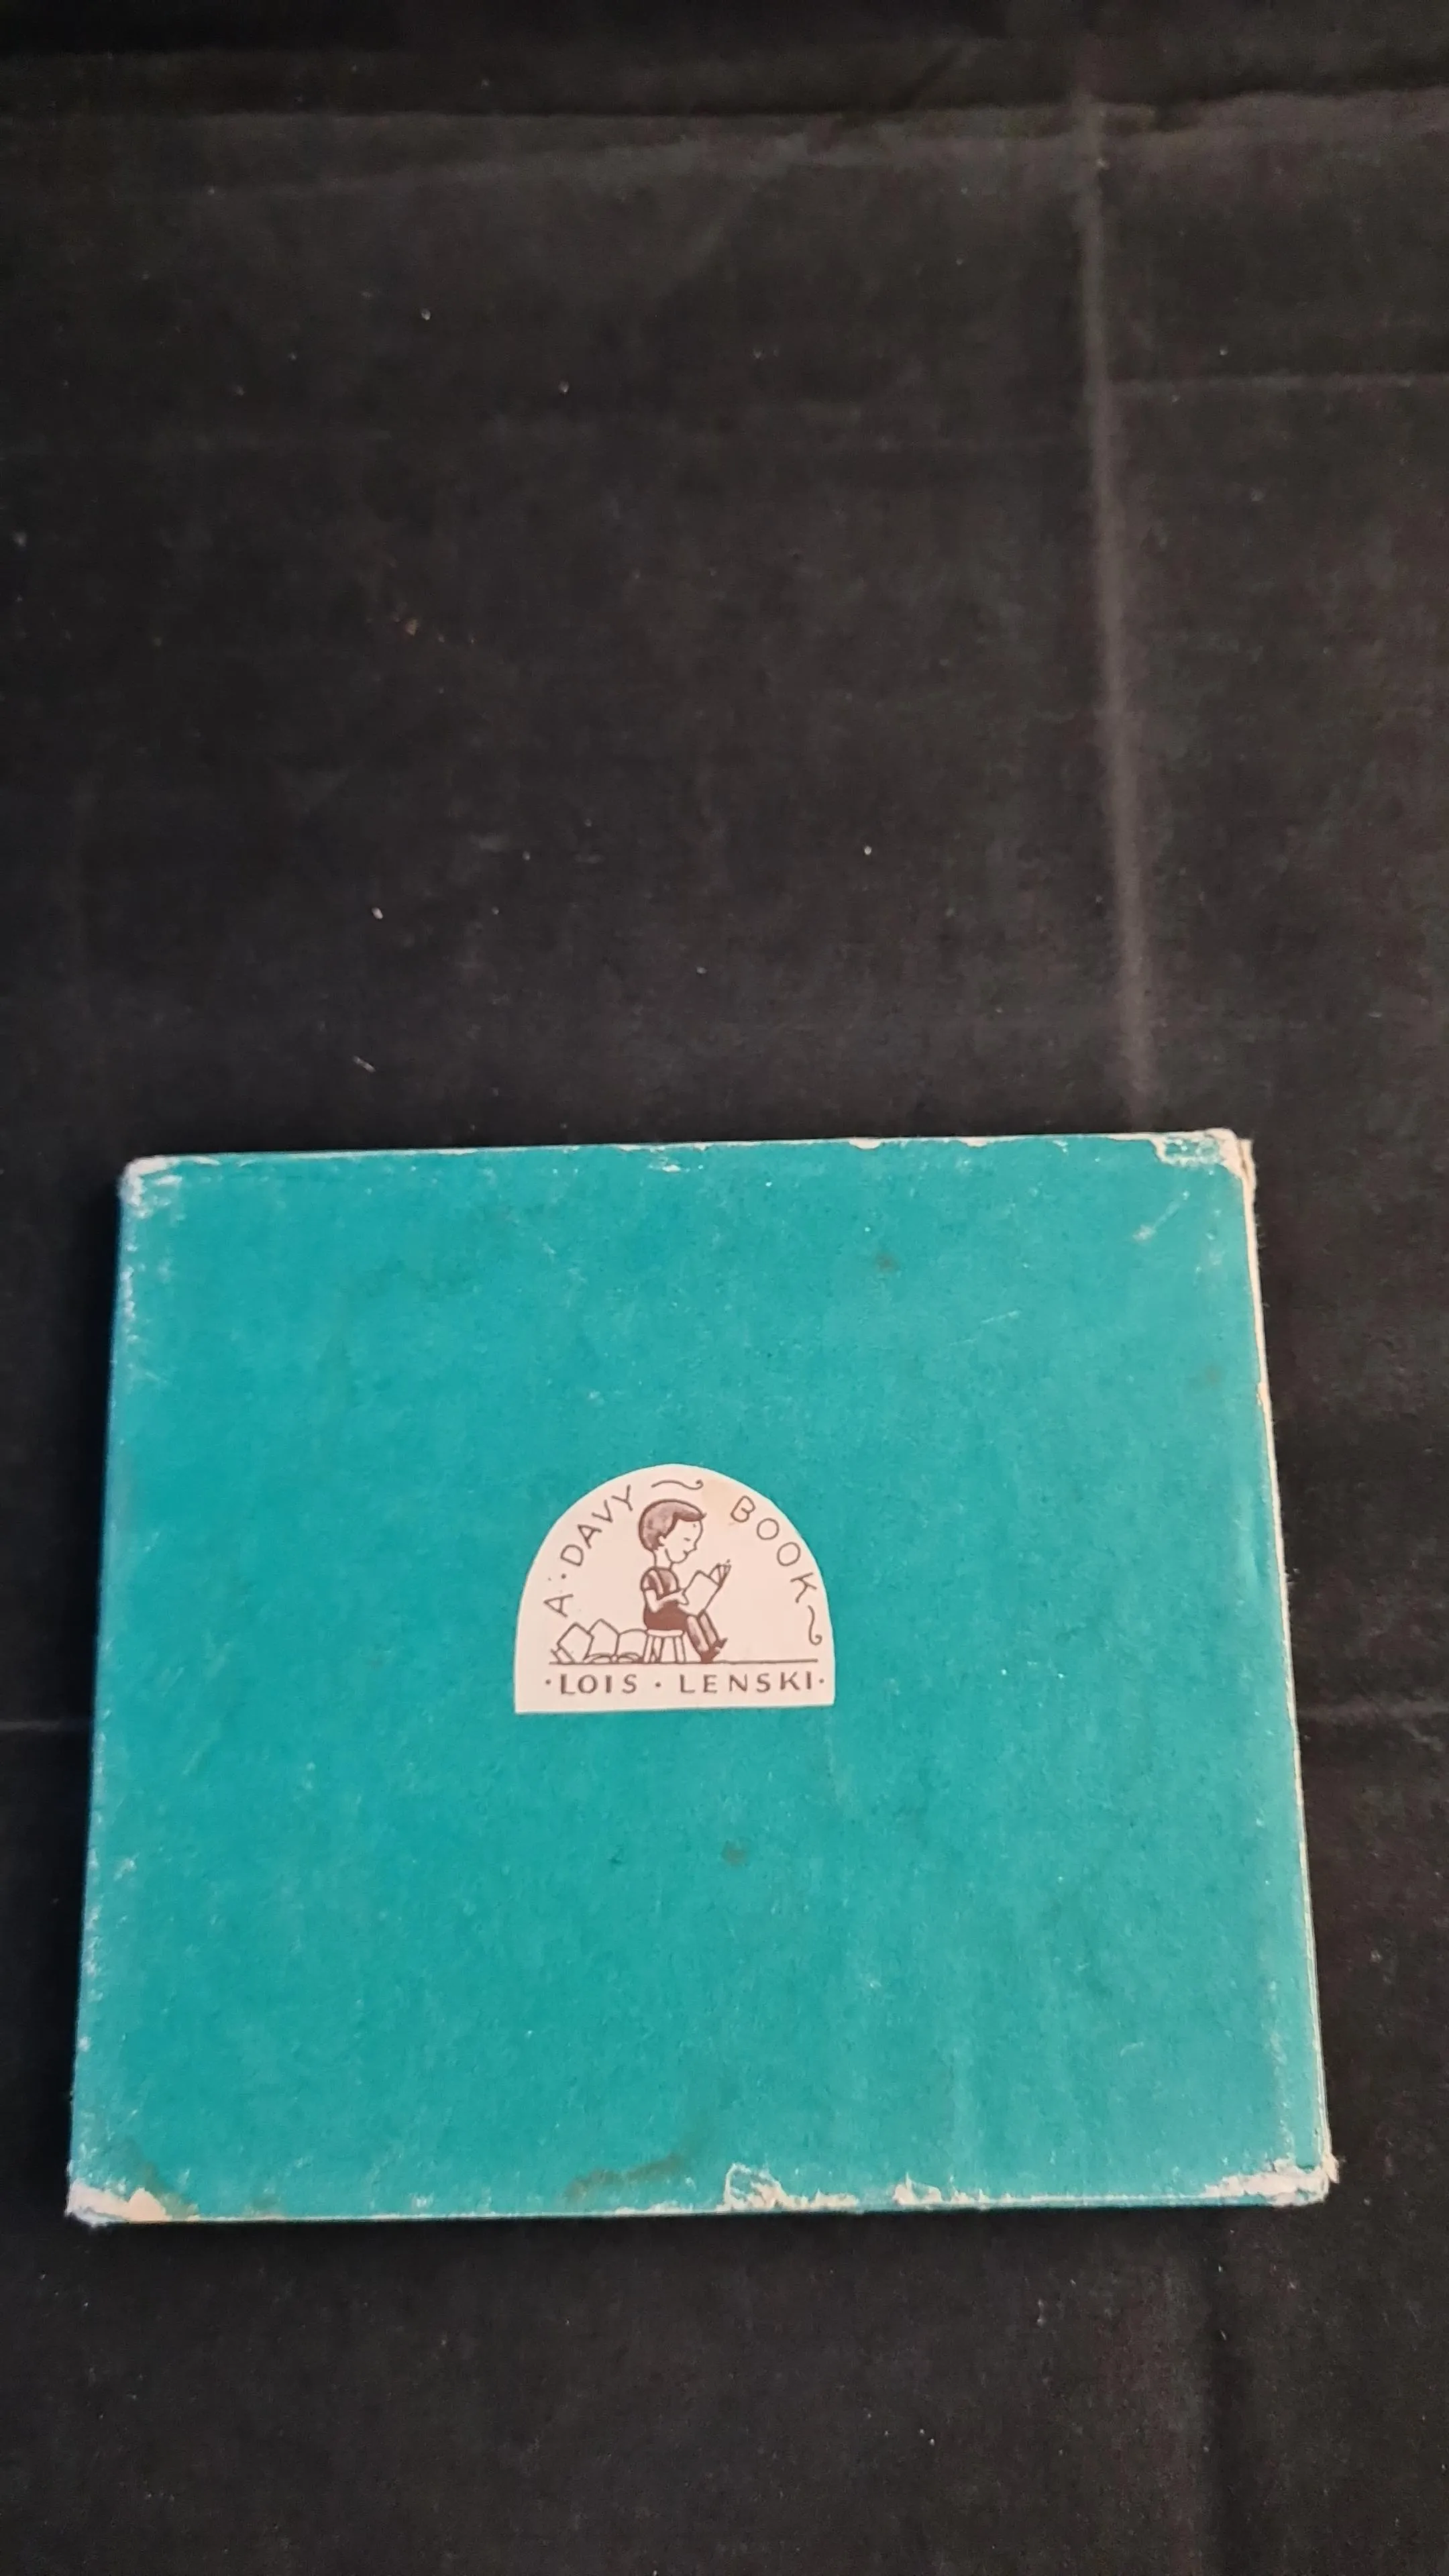 A · DAVY ~ BOOK ~
· LOIS · LENSKI ·